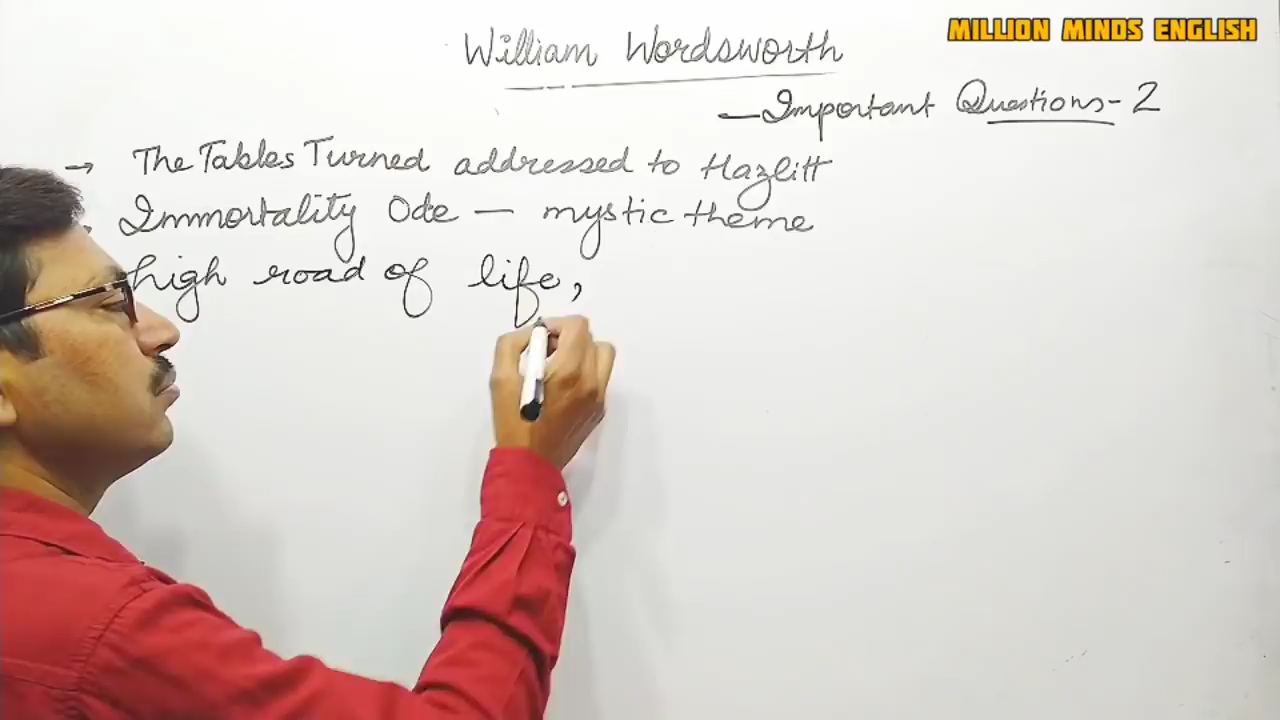 MILLION MINDS ENGLISH
William Wordsworth
— Important Questions - 2
→ The Tables Turned addressed to Hazlitt
Immortality Ode — mystic theme
high road of life,